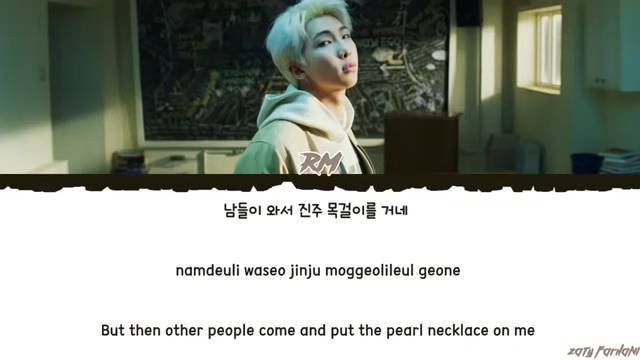 RM
남들이 와서 진주 목걸이를 거네
namdeuli waseo jinju moggeolileul geone
But then other people come and put the pearl necklace on me
zaty Fardani